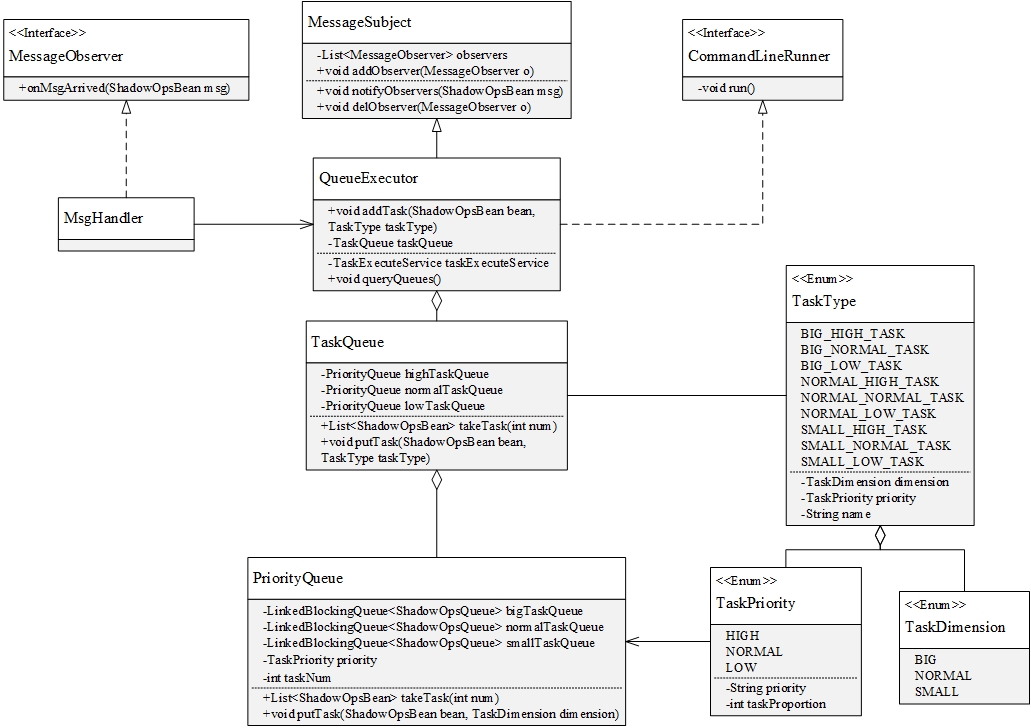 <<Interface>>
MessageObserver
+onMsgArrived(ShadowOpsBean msg)
MessageSubject
-List<MessageObserver> observers
+void addObserver(MessageObserver o)
+void notifyObservers(ShadowOpsBean msg)
+void delObserver(MessageObserver o)
<<Interface>>
CommandLineRunner
-void run()
MsgHandler
QueueExecutor
+void addTask(ShadowOpsBean bean,
TaskType taskType)
-TaskQueue taskQueue
-TaskExecuteService taskExecuteService
+void queryQueues()
TaskQueue
-PriorityQueue highTaskQueue
-PriorityQueue normalTaskQueue
-PriorityQueue lowTaskQueue
+List<ShadowOpsBean> takeTask(int num)
+void putTask(ShadowOpsBean bean,
TaskType taskType)
<<Enum>>
TaskType
BIG_HIGH_TASK
BIG_NORMAL_TASK
BIG_LOW_TASK
NORMAL_HIGH_TASK
NORMAL_NORMAL_TASK
NORMAL_LOW_TASK
SMALL_HIGH_TASK
SMALL_NORMAL_TASK
SMALL_LOW_TASK
-TaskDimension dimension
-TaskPriority priority
-String name
PriorityQueue
-LinkedBlockingQueue<ShadowOpsQueue> bigTaskQueue
-LinkedBlockingQueue<ShadowOpsQueue> normalTaskQueue
-LinkedBlockingQueue<ShadowOpsQueue> smallTaskQueue
-TaskPriority priority
-int taskNum
+List<ShadowOpsBean> takeTask(int num)
+void putTask(ShadowOpsBean bean, TaskDimension dimension)
<<Enum>>
TaskPriority
HIGH
NORMAL
LOW
-String priority
-int taskProportion
<<Enum>>
TaskDimension
BIG
NORMAL
SMALL